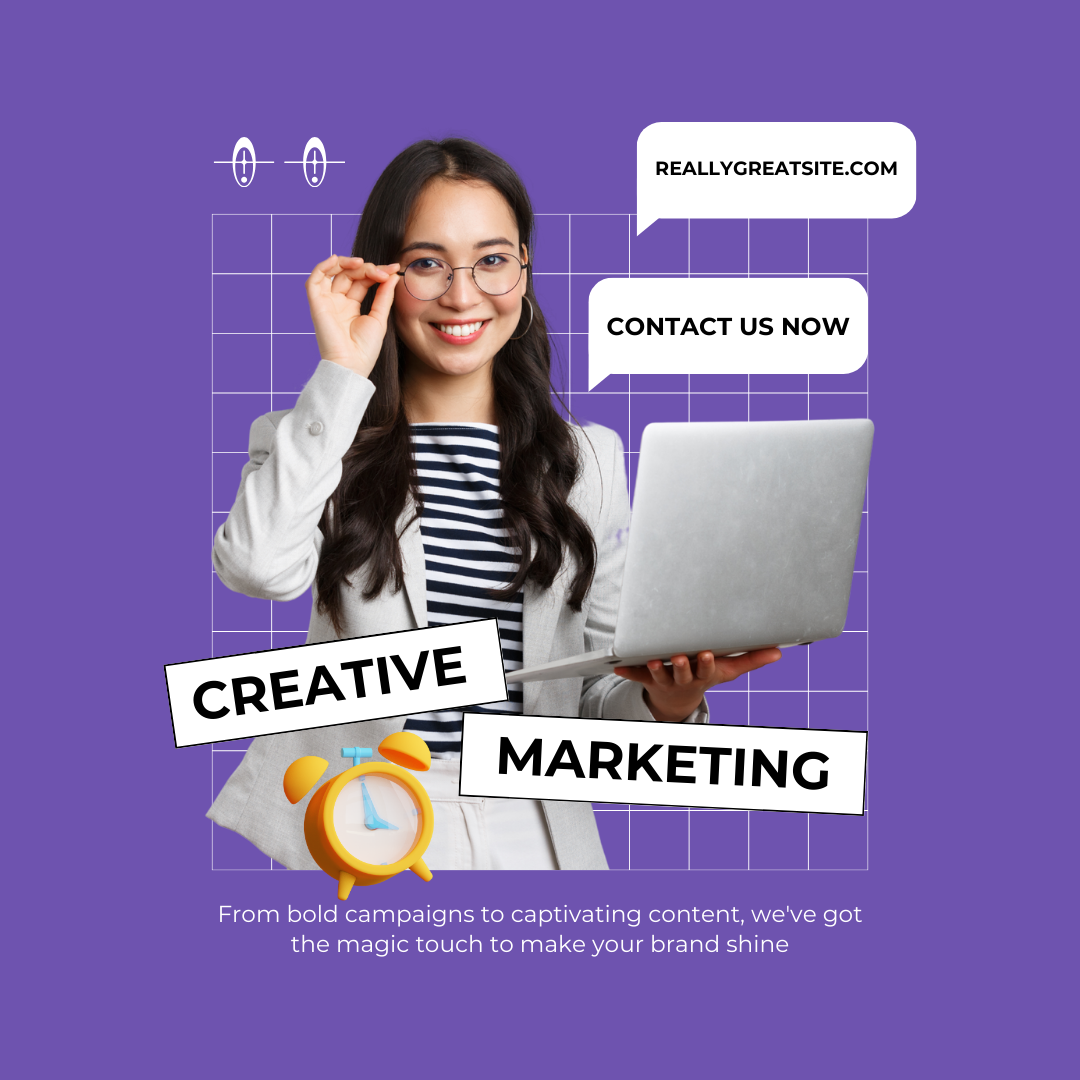 REALLYGREATSITE.COM
CONTACT US NOW
CREATIVE
MARKETING
From bold campaigns to captivating content, we've got
the magic touch to make your brand shine